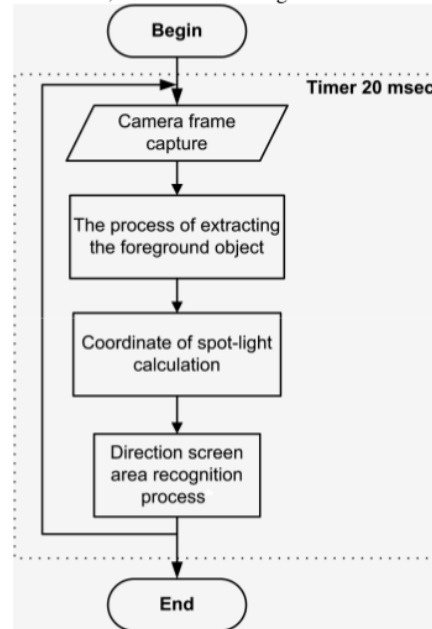 Begin
Timer 20 msec
Camera frame
capture
The process of extracting
the foreground object
Coordinate of spot-light
calculation
Direction screen
area recognition
process
End